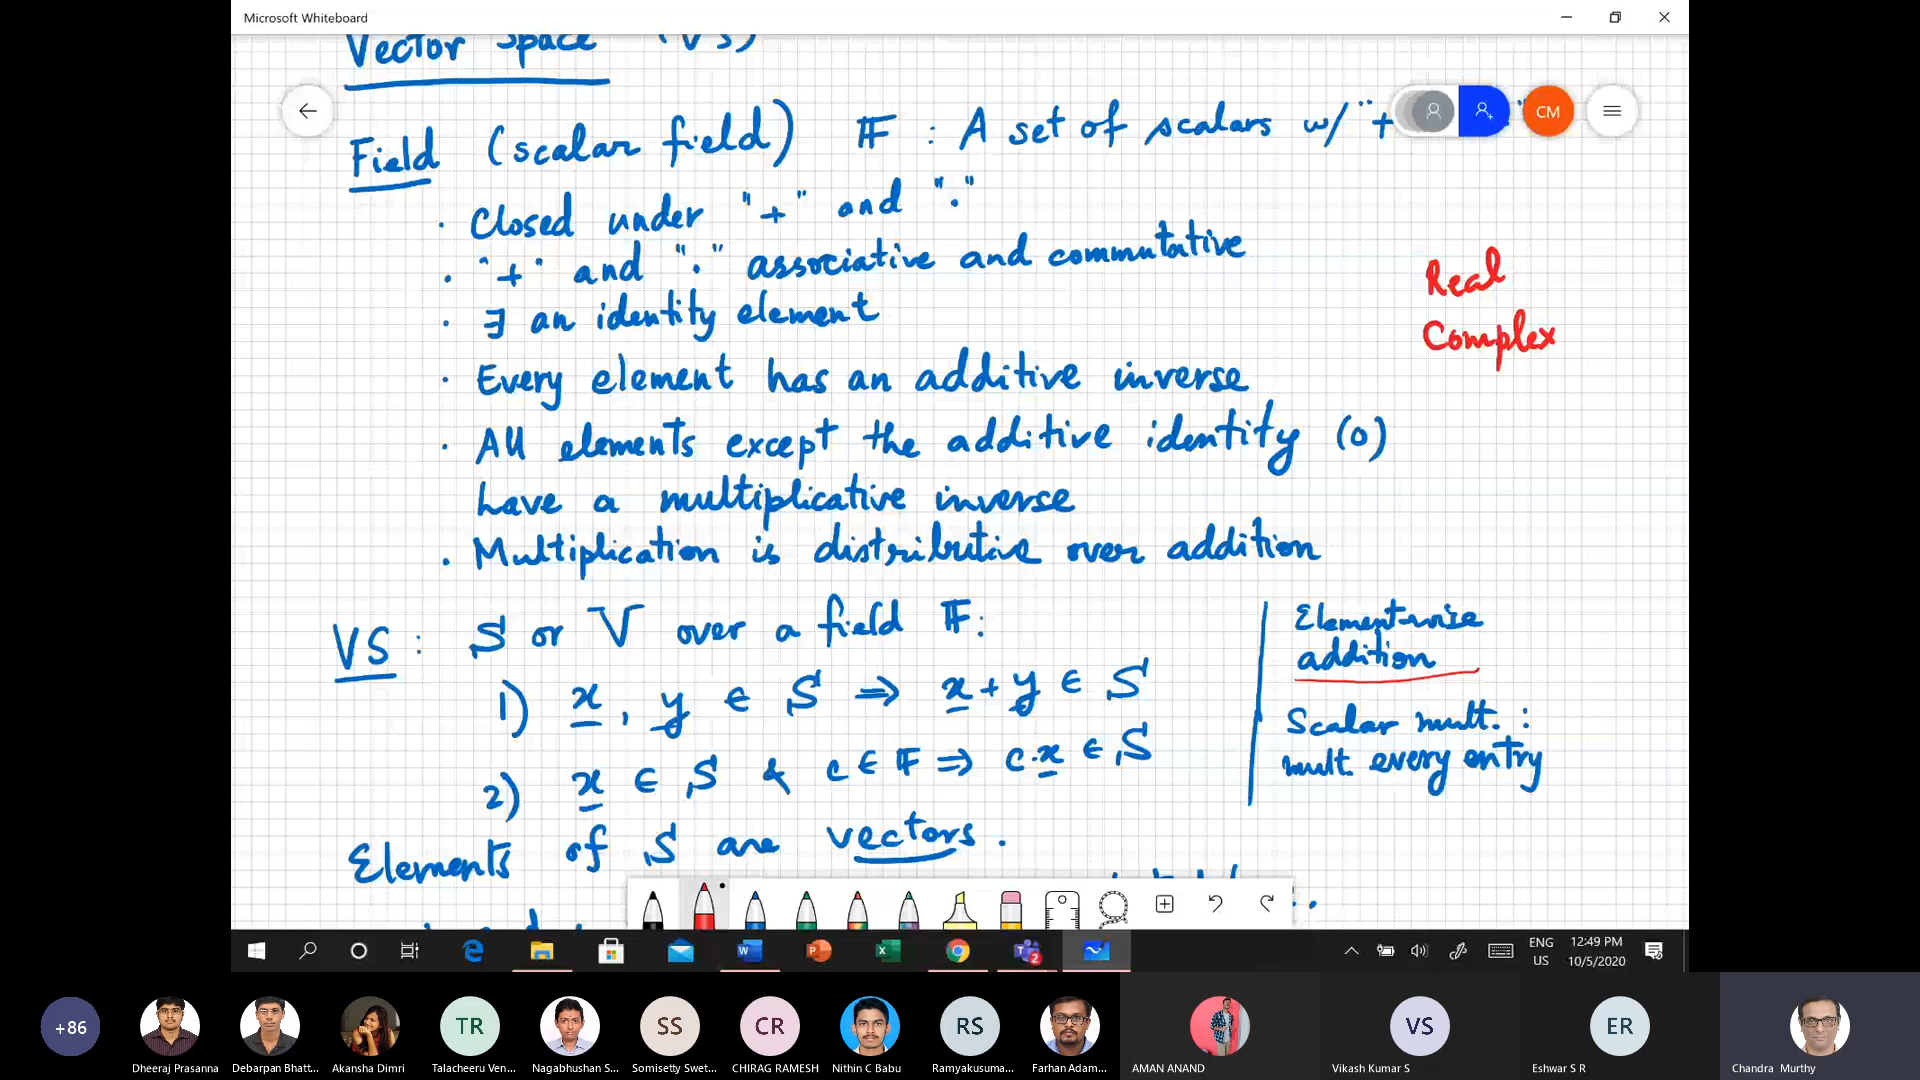 Microsoft Whiteboard
Vector Space (VS)
Field (scalar field) 𝔽 : A set of scalars w/ "+
CM
· Closed under "+" and "·"
· "+" and "·" associative and commutative
· ∃ an identity element
· Every element has an additive inverse
· All elements except the additive identity (0)
have a multiplicative inverse
· Multiplication is distributive over addition
Real
Complex
VS : S or V over a field 𝔽:
1) x, y ∈ S ⇒ x + y ∈ S
2) x ∈ S & c ∈ 𝔽 ⇒ c·x ∈ S
Elements of S are vectors.
Element-wise
addition
Scalar mult. :
mult. every entry
2
ENG
US
12:49 PM
10/5/2020
+86
TR
SS
CR
RS
VS
ER
Dheeraj Prasanna
Debarpan Bhatt...
Akansha Dimri
Talacheeru Ven...
Nagabhushan S...
Somisetty Swet...
CHIRAG RAMESH
Nithin C Babu
Ramyakusuma...
Farhan Adam...
AMAN ANAND
Vikash Kumar S
Eshwar S R
Chandra Murthy